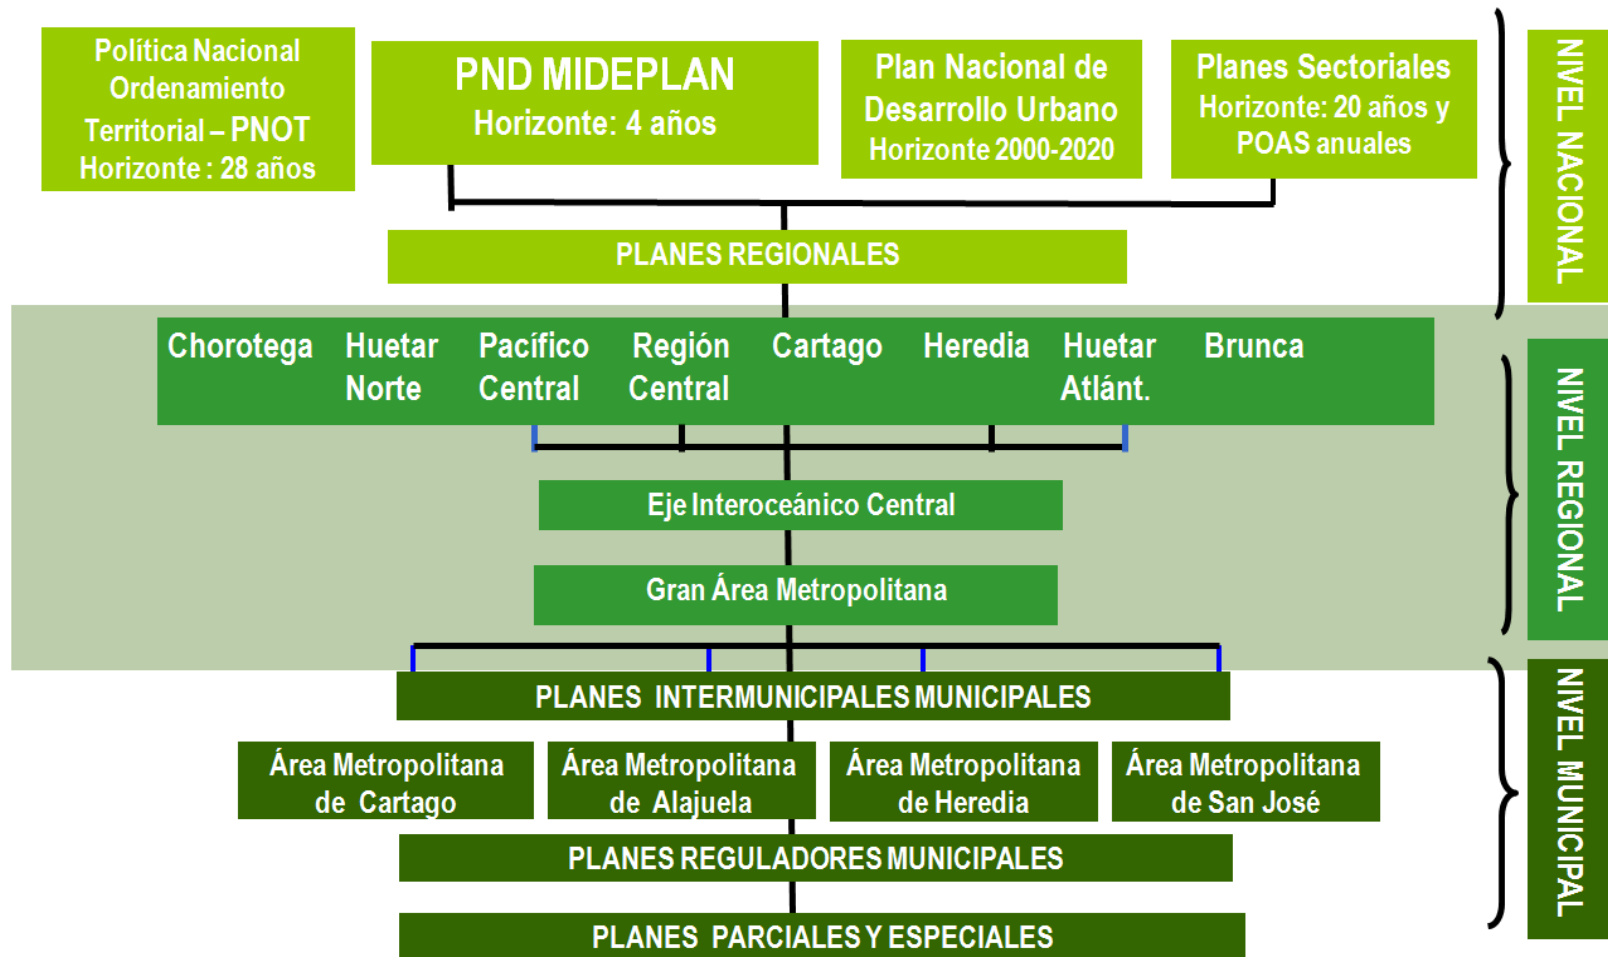 Política Nacional
Ordenamiento
Territorial – PNOT
Horizonte : 28 años
PND MIDEPLAN
Horizonte: 4 años
Plan Nacional de
Desarrollo Urbano
Horizonte 2000-2020
Planes Sectoriales
Horizonte: 20 años y
POAS anuales
NIVEL NACIONAL
PLANES REGIONALES
Chorotega
Huetar
Norte
Pacífico
Central
Región
Central
Cartago
Heredia
Huetar
Atlánt.
Brunca
NIVEL REGIONAL
Eje Interoceánico Central
Gran Área Metropolitana
PLANES INTERMUNICIPALES MUNICIPALES
NIVEL MUNICIPAL
Área Metropolitana
de Cartago
Área Metropolitana
de Alajuela
Área Metropolitana
de Heredia
Área Metropolitana
de San José
PLANES REGULADORES MUNICIPALES
PLANES PARCIALES Y ESPECIALES